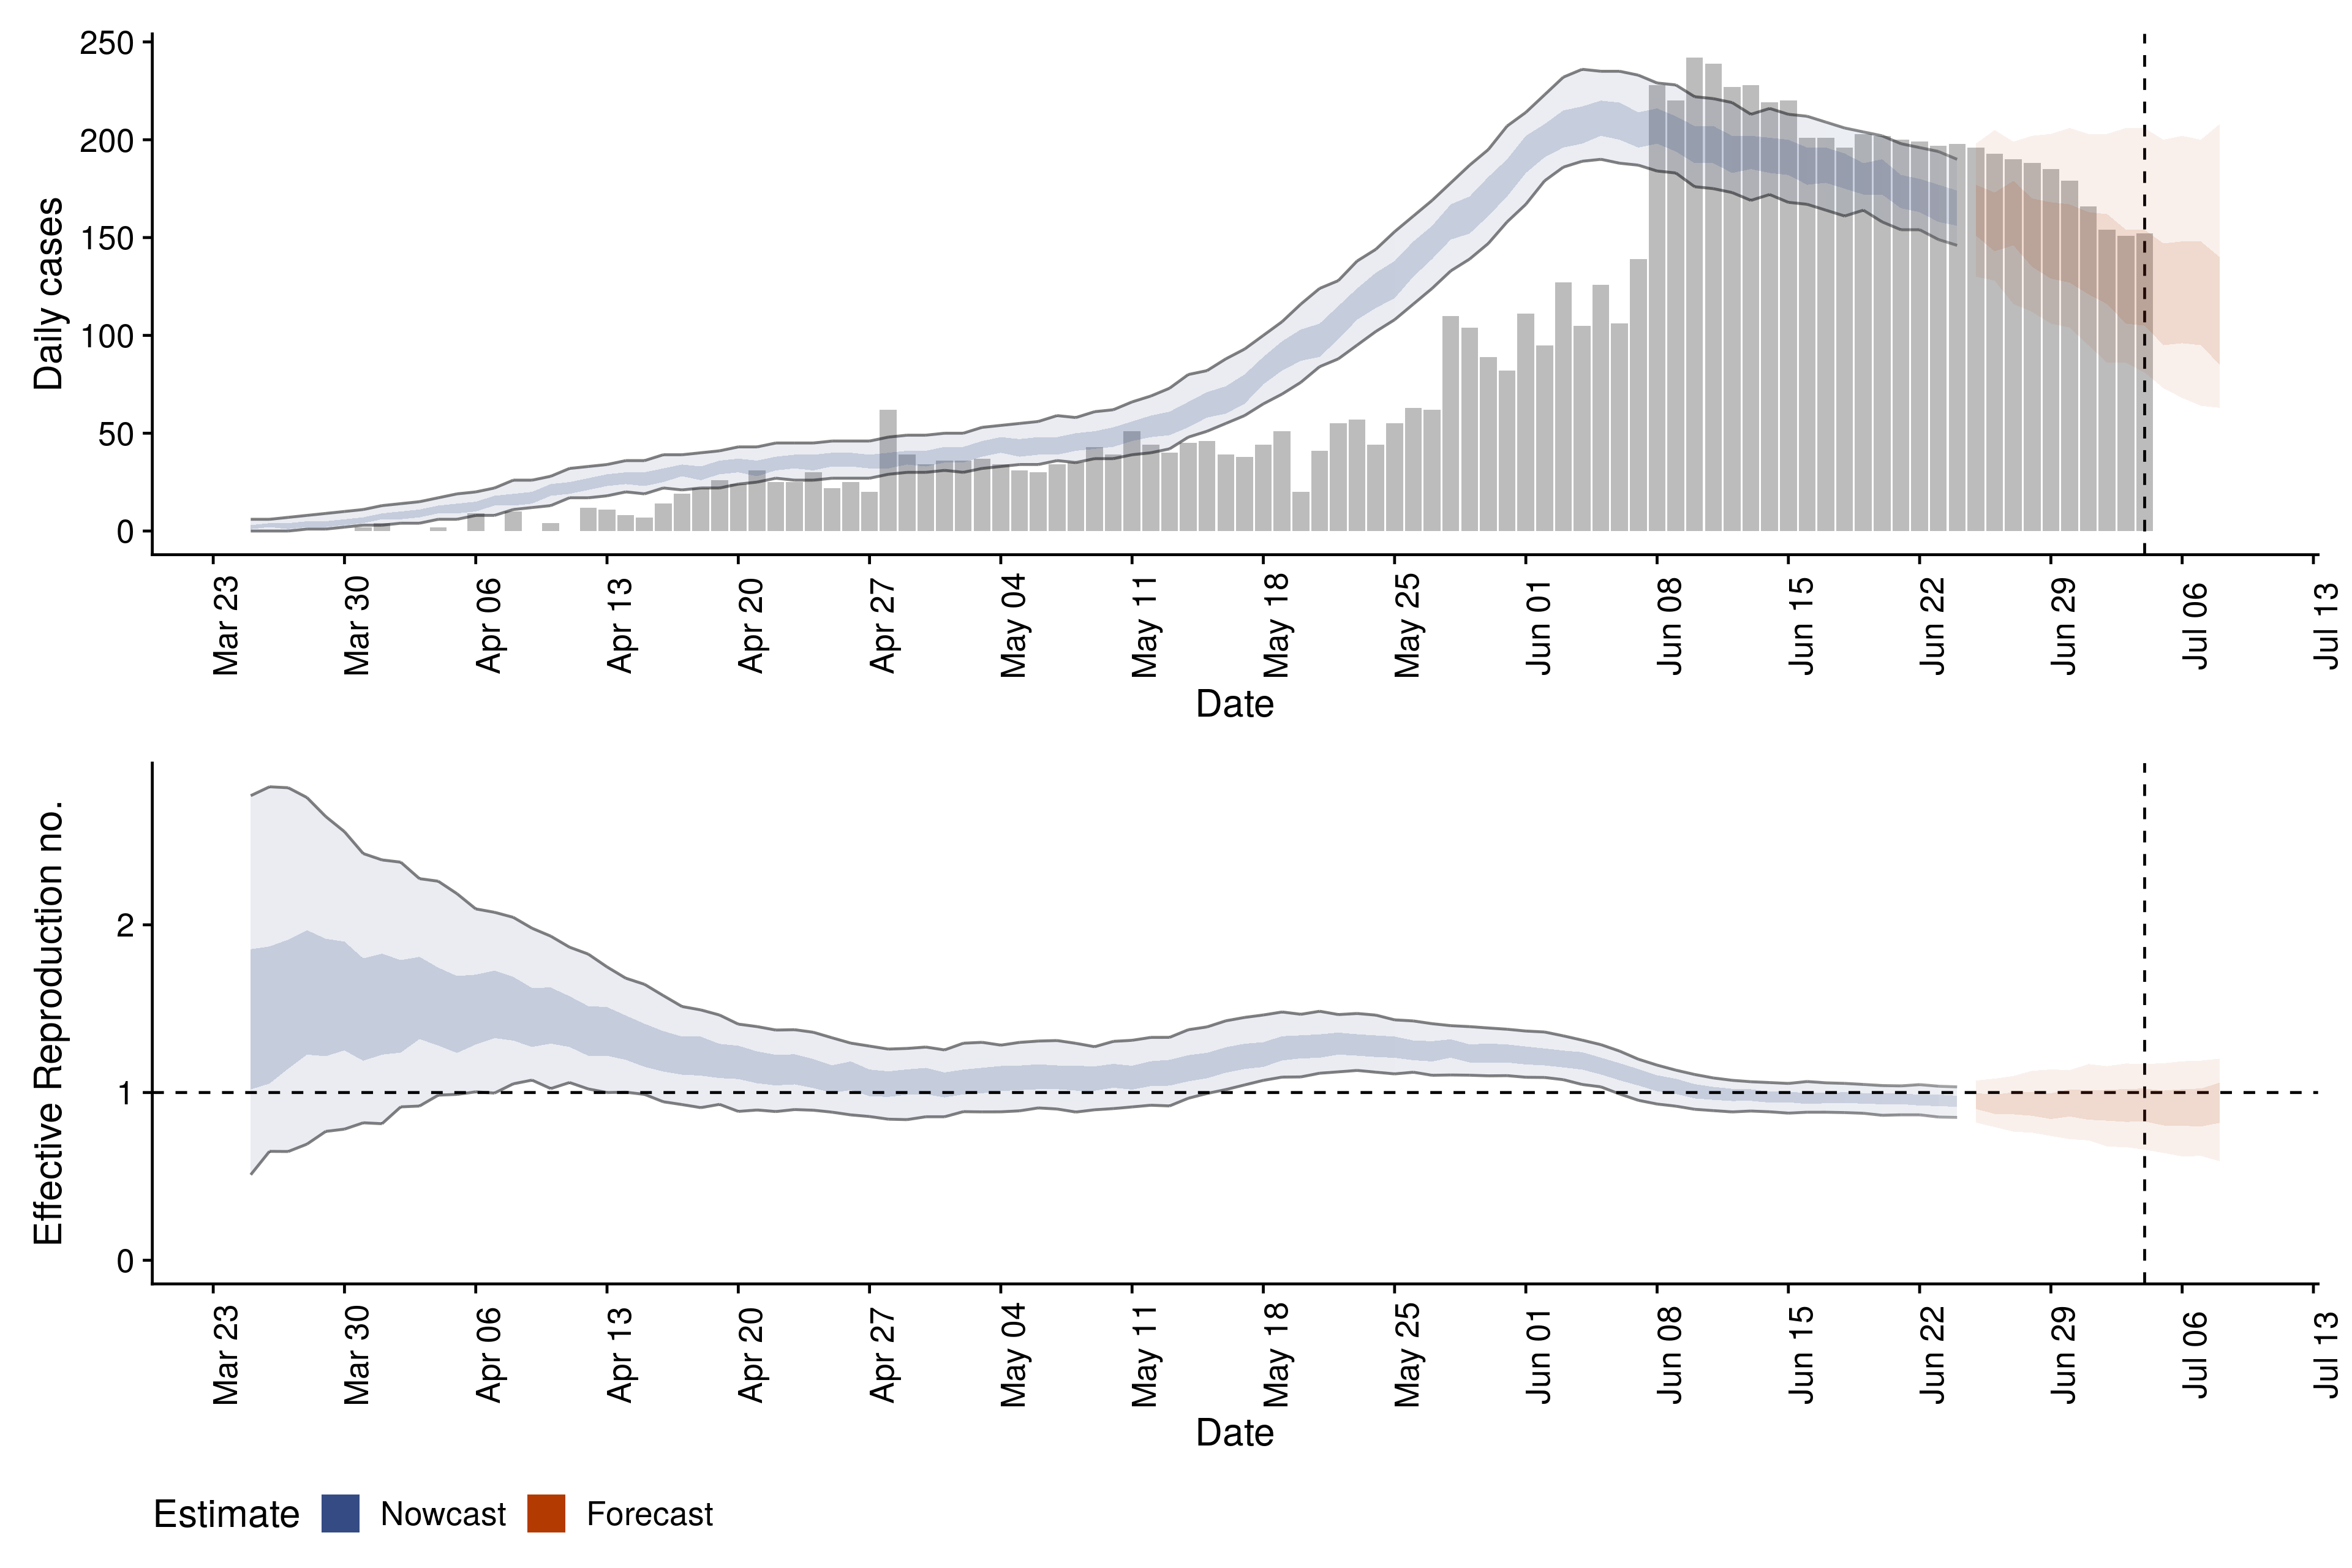 Daily cases
250
200
150
100
50
0
Mar 23
Mar 30
Apr 06
Apr 13
Apr 20
Apr 27
May 04
May 11
May 18
May 25
Jun 01
Jun 08
Jun 15
Jun 22
Jun 29
Jul 06
Jul 13
Date
Effective Reproduction no.
2
1
0
Mar 23
Mar 30
Apr 06
Apr 13
Apr 20
Apr 27
May 04
May 11
May 18
May 25
Jun 01
Jun 08
Jun 15
Jun 22
Jun 29
Jul 06
Jul 13
Date
Estimate Nowcast Forecast